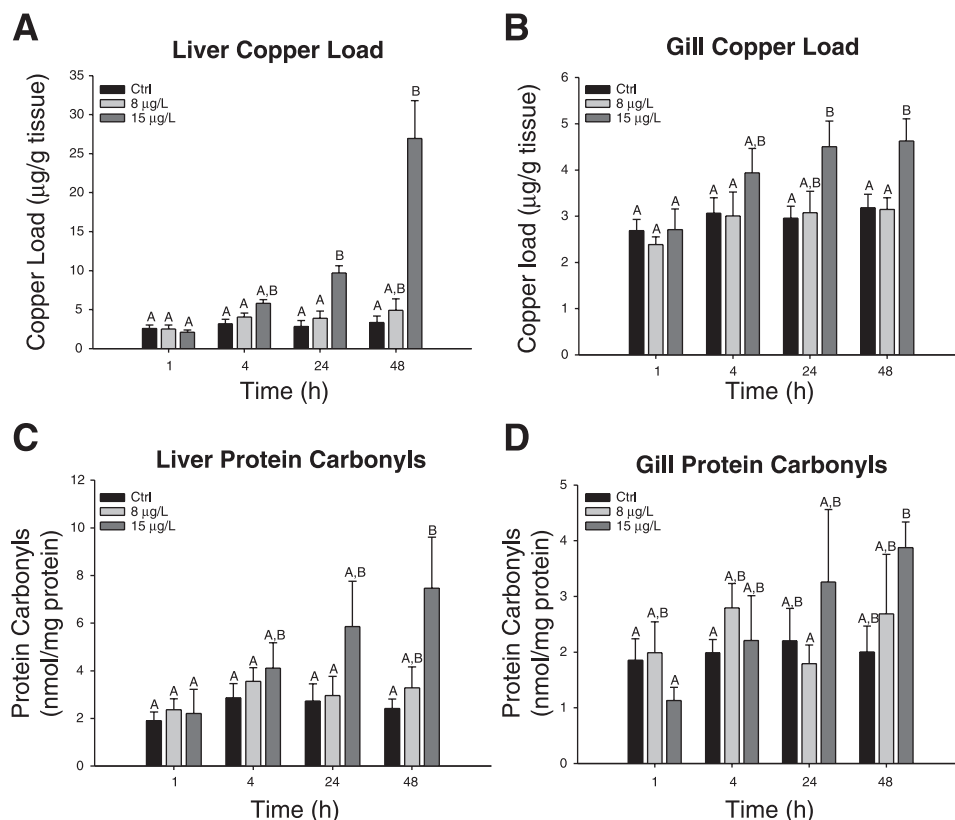 A
Liver Copper Load
Copper Load (µg/g tissue)
35
30
25
20
15
10
5
0
Ctrl
8 µg/L
15 µg/L
A
A
A
A
A
A,B
A
A
B
A
A,B
B
1
4
24
48
Time (h)
B
Gill Copper Load
Copper load (µg/g tissue)
6
5
4
3
2
1
0
Ctrl
8 µg/L
15 µg/L
A
A
A
A
A
A,B
A
A,B
B
A
A
B
1
4
24
48
Time (h)
C
Liver Protein Carbonyls
Protein Carbonyls
(nmol/mg protein)
12
10
8
6
4
2
0
Ctrl
8 µg/L
15 µg/L
A
A
A
A
A
A,B
A
A
A,B
A
A,B
B
1
4
24
48
Time (h)
D
Gill Protein Carbonyls
Protein Carbonyls
(nmol/mg protein)
5
4
3
2
1
0
Ctrl
8 µg/L
15 µg/L
A
A,B
A
A
A,B
A,B
A,B
A
A,B
A,B
A,B
B
1
4
24
48
Time (h)